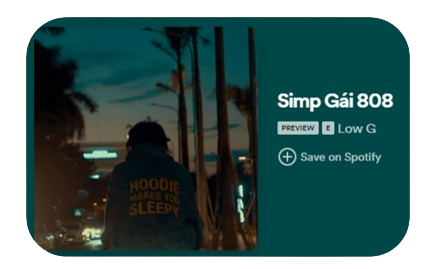 HOODIE
MAKES YOU
SLEEPY
Simp Gái 808
PREVIEW E Low G
Save on Spotify